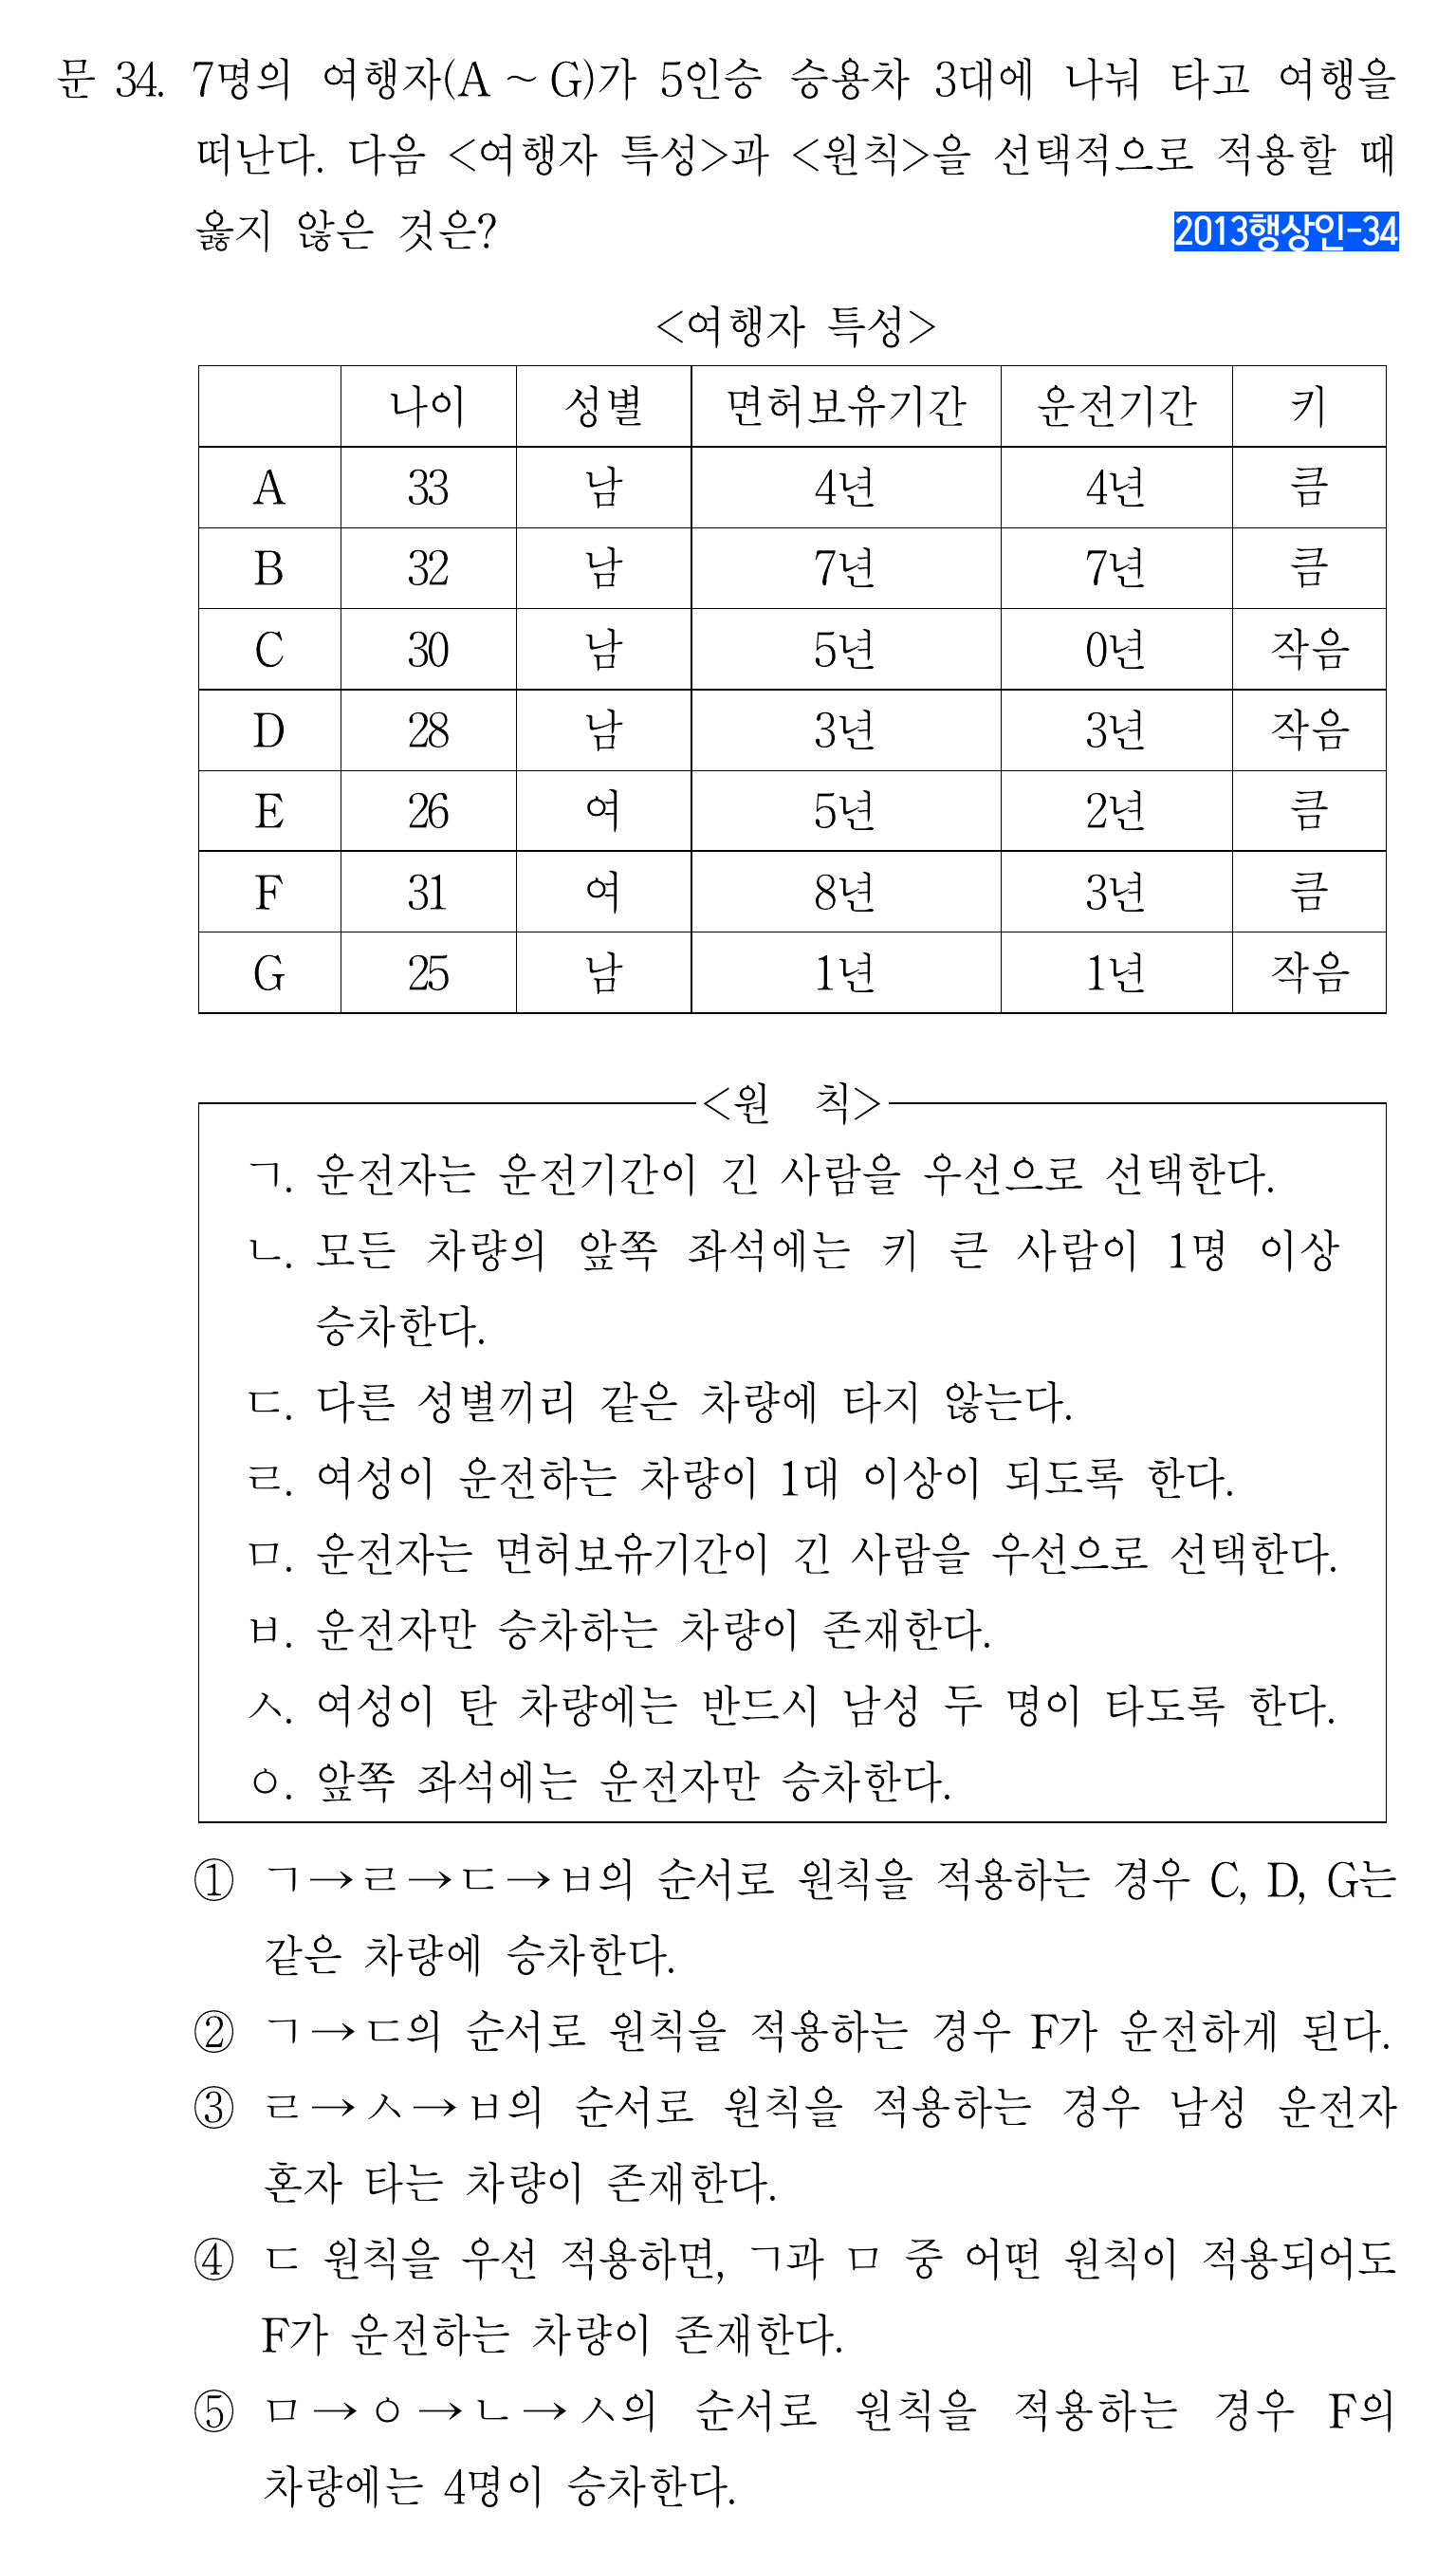 문 34. 7명의 여행자(A ~ G)가 5인승 승용차 3대에 나눠 타고 여행을
떠난다. 다음 <여행자 특성>과 <원칙>을 선택적으로 적용할 때
옳지 않은 것은?
2013행상인-34
<여행자 특성>
나이 성별 면허보유기간 운전기간 키
A 33 남 4년 4년 큼
B 32 남 7년 7년 큼
C 30 남 5년 0년 작음
D 28 남 3년 3년 작음
E 26 여 5년 2년 큼
F 31 여 8년 3년 큼
G 25 남 1년 1년 작음
<원 칙>
ㄱ. 운전자는 운전기간이 긴 사람을 우선으로 선택한다.
ㄴ. 모든 차량의 앞쪽 좌석에는 키 큰 사람이 1명 이상
승차한다.
ㄷ. 다른 성별끼리 같은 차량에 타지 않는다.
ㄹ. 여성이 운전하는 차량이 1대 이상이 되도록 한다.
ㅁ. 운전자는 면허보유기간이 긴 사람을 우선으로 선택한다.
ㅂ. 운전자만 승차하는 차량이 존재한다.
ㅅ. 여성이 탄 차량에는 반드시 남성 두 명이 타도록 한다.
ㅇ. 앞쪽 좌석에는 운전자만 승차한다.
① ㄱ→ㄹ→ㄷ→ㅂ의 순서로 원칙을 적용하는 경우 C, D, G는
같은 차량에 승차한다.
② ㄱ→ㄷ의 순서로 원칙을 적용하는 경우 F가 운전하게 된다.
③ ㄹ→ㅅ→ㅂ의 순서로 원칙을 적용하는 경우 남성 운전자
혼자 타는 차량이 존재한다.
④ ㄷ 원칙을 우선 적용하면, ㄱ과 ㅁ 중 어떤 원칙이 적용되어도
F가 운전하는 차량이 존재한다.
⑤ ㅁ→ㅇ→ㄴ→ㅅ의 순서로 원칙을 적용하는 경우 F의
차량에는 4명이 승차한다.